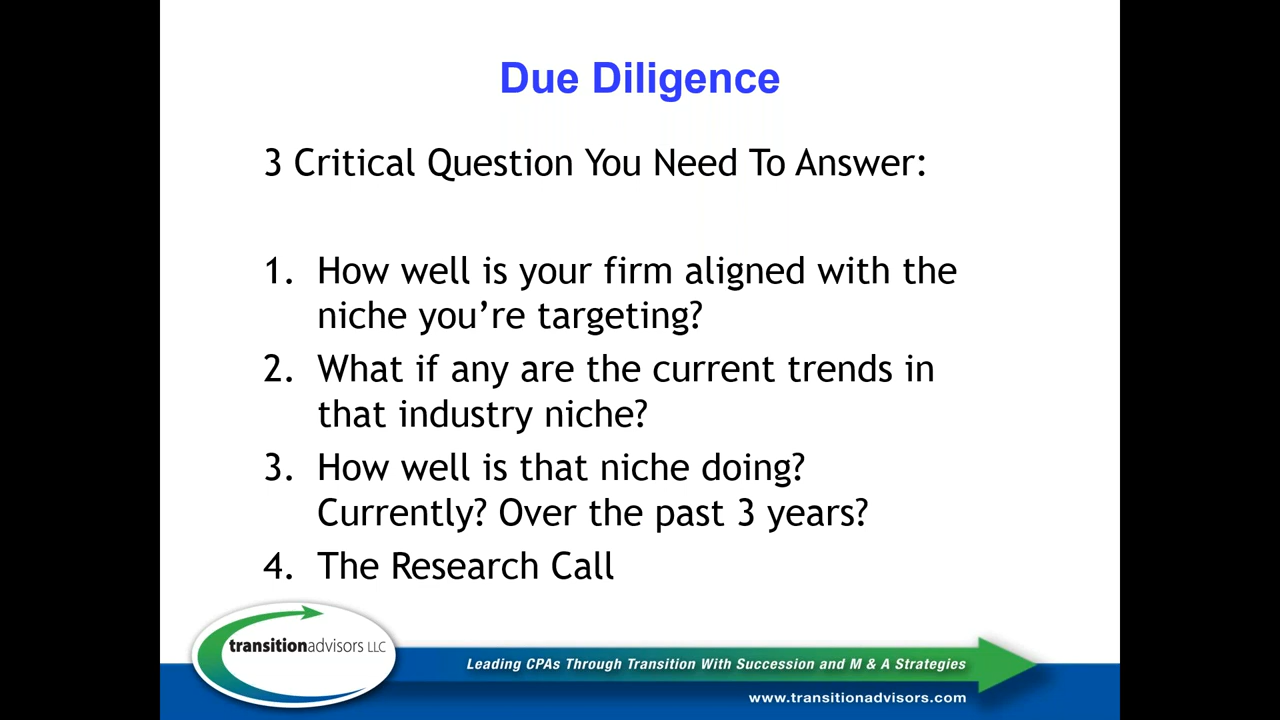 Due Diligence
3 Critical Question You Need To Answer:
1. How well is your firm aligned with the
niche you’re targeting?
2. What if any are the current trends in
that industry niche?
3. How well is that niche doing?
Currently? Over the past 3 years?
4. The Research Call
transitionadvisors LLC
Leading CPAs Through Transition With Succession and M & A Strategies
www.transitionadvisors.com